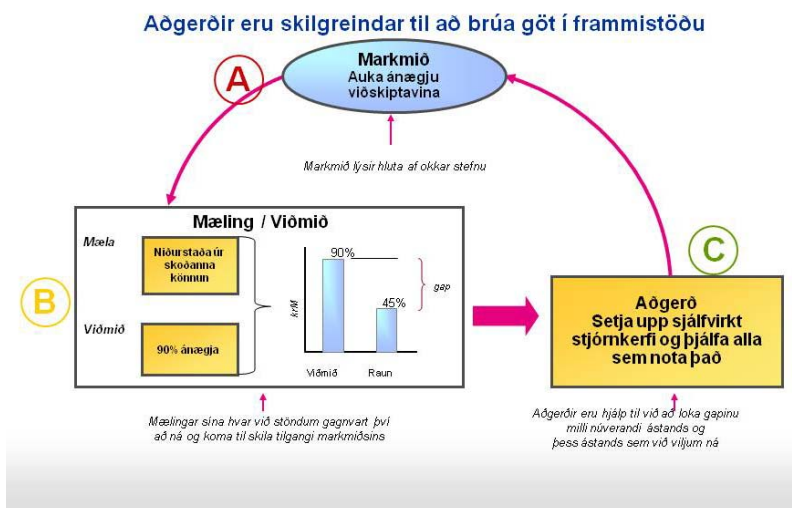 Aðgerðir eru skilgreindar til að brúa göt í frammistöðu
A
Markmið
Auka ánægju
viðskiptavina
Markmið lýsir hluta af okkar stefnu
B
Mæling / Viðmið
Mæla
Niðurstaða úr
skoðanna
könnun
Viðmið
90% ánægja
krM
90%
45%
gap
Viðmið
Raun
Mælingar sína hvar við stöndum gagnvart því
að ná og koma til skila tilgangi markmiðsins
C
Aðgerð
Setja upp sjálfvirkt
stjórnkerfi og þjálfa alla
sem nota það
Aðgerðir eru hjálp til við að loka gapinu
milli núverandi ástands og
þess ástands sem við viljum ná